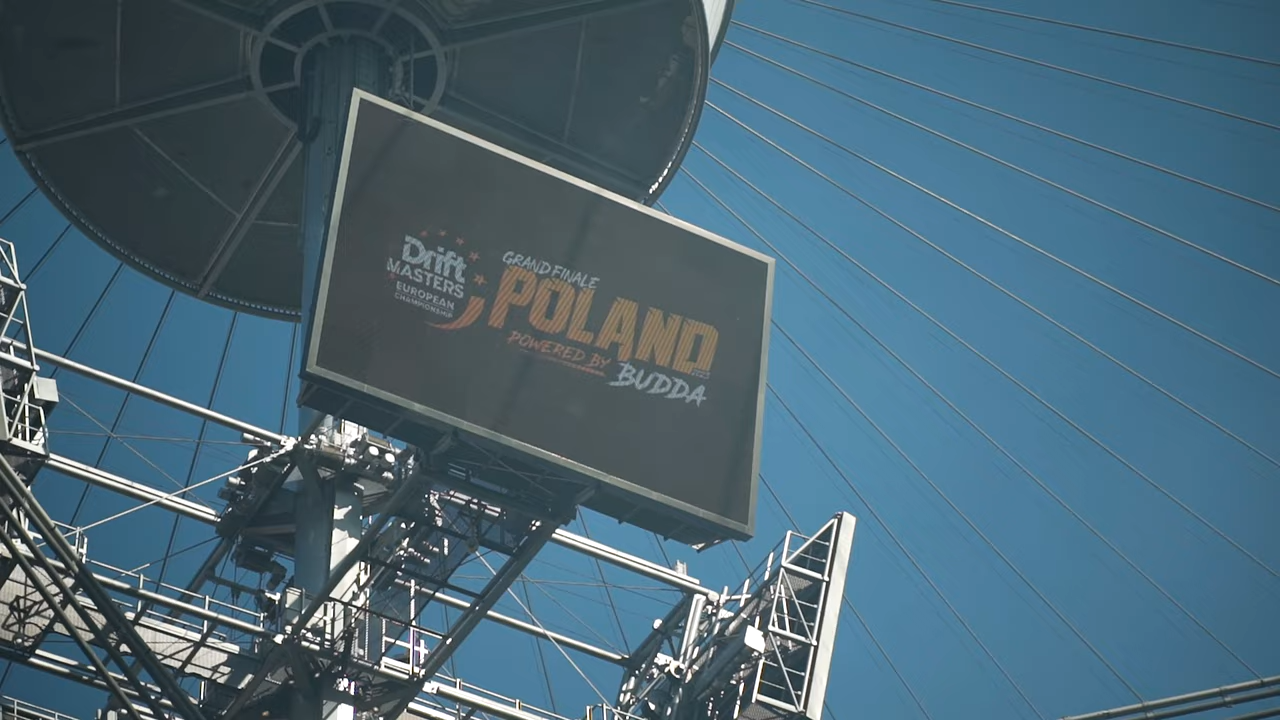 Drift
MASTERS
EUROPEAN
CHAMPIONSHIP
GRAND FINALE
POLAND
POWERED BY
BUDDA